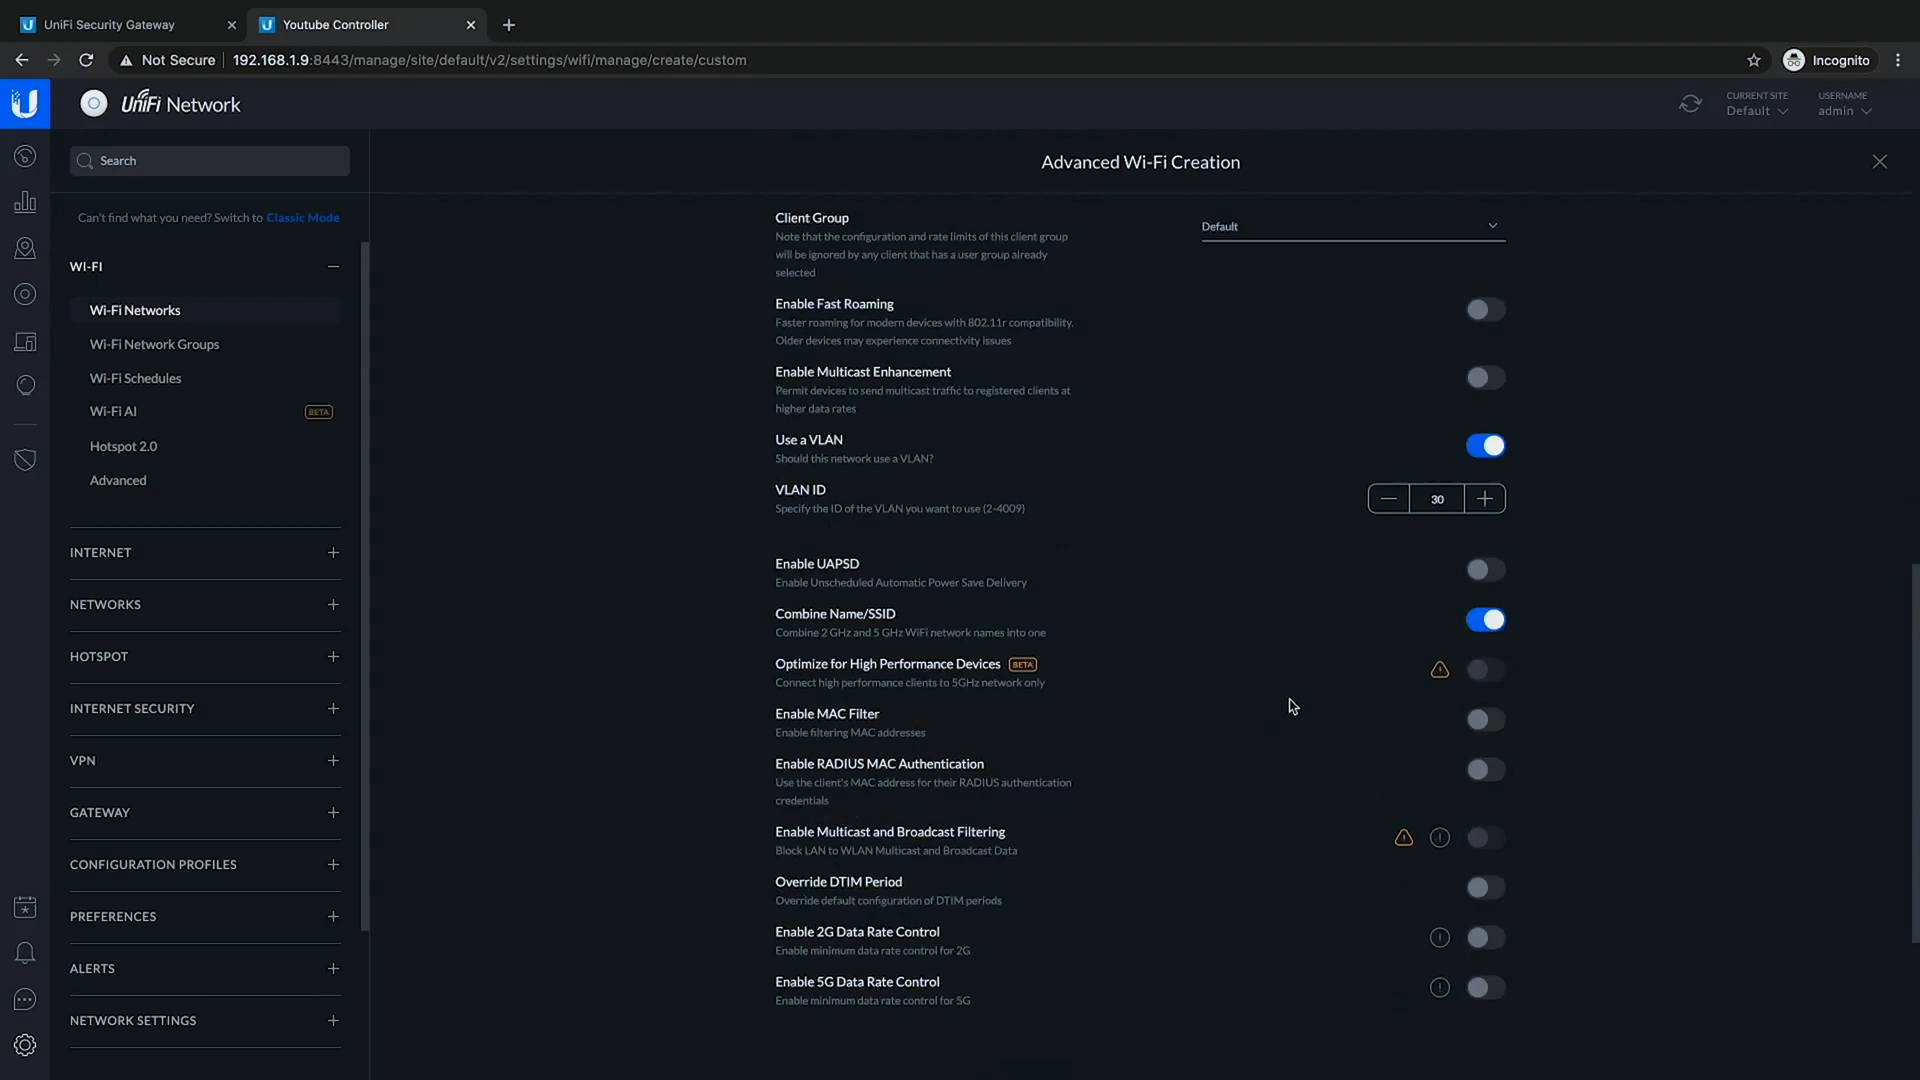 UniFi Security Gateway
Youtube Controller
Not Secure
192.168.1.9:8443/manage/site/default/v2/settings/wifi/manage/create/custom
Incognito
UniFi Network
CURRENT SITE
Default
USERNAME
admin
Search
Can't find what you need? Switch to Classic Mode
WI-FI
Wi-Fi Networks
Wi-Fi Network Groups
Wi-Fi Schedules
Wi-Fi AI BETA
Hotspot 2.0
Advanced
INTERNET
NETWORKS
HOTSPOT
INTERNET SECURITY
VPN
GATEWAY
CONFIGURATION PROFILES
PREFERENCES
ALERTS
NETWORK SETTINGS
Advanced Wi-Fi Creation
Client Group
Note that the configuration and rate limits of this client group
will be ignored by any client that has a user group already
selected
Default
Enable Fast Roaming
Faster roaming for modern devices with 802.11r compatibility.
Older devices may experience connectivity issues
Enable Multicast Enhancement
Permit devices to send multicast traffic to registered clients at
higher data rates
Use a VLAN
Should this network use a VLAN?
VLAN ID
Specify the ID of the VLAN you want to use (2-4009)
30
Enable UAPSD
Enable Unscheduled Automatic Power Save Delivery
Combine Name/SSID
Combine 2 GHz and 5 GHz WiFi network names into one
Optimize for High Performance Devices BETA
Connect high performance clients to 5GHz network only
Enable MAC Filter
Enable filtering MAC addresses
Enable RADIUS MAC Authentication
Use the client's MAC address for their RADIUS authentication
credentials
Enable Multicast and Broadcast Filtering
Block LAN to WLAN Multicast and Broadcast Data
Override DTIM Period
Override default configuration of DTIM periods
Enable 2G Data Rate Control
Enable minimum data rate control for 2G
Enable 5G Data Rate Control
Enable minimum data rate control for 5G